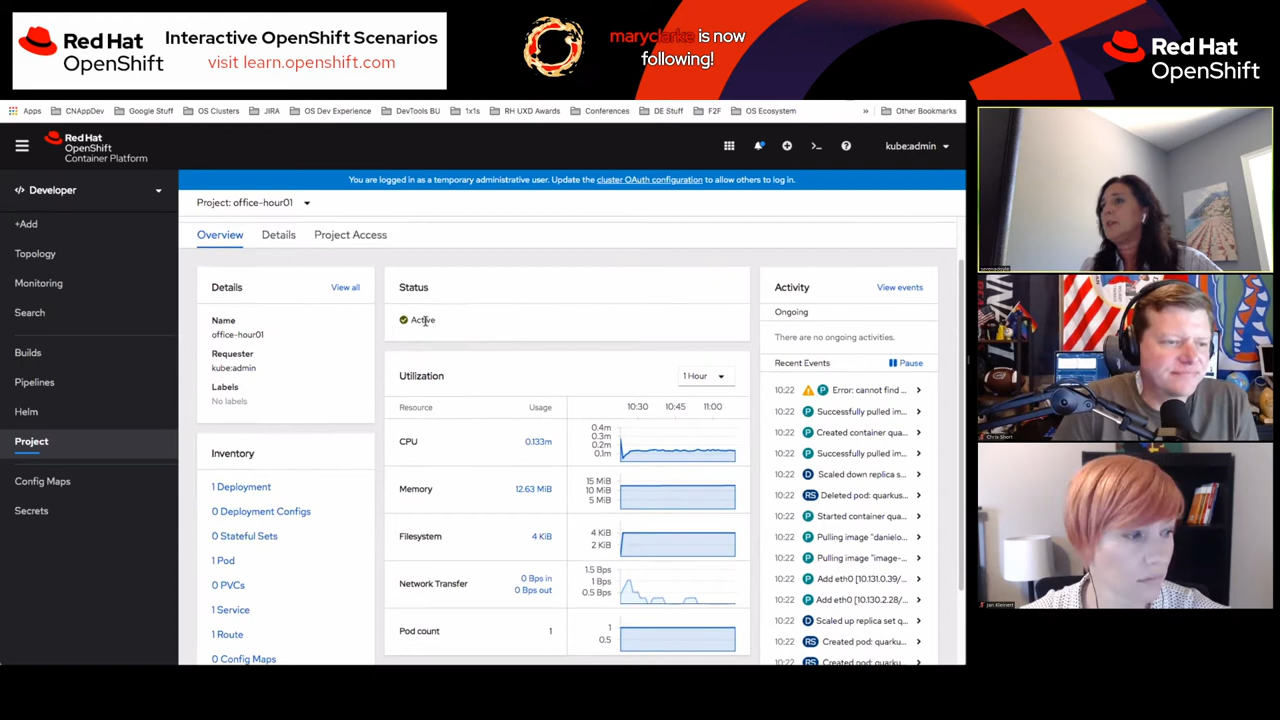 Red Hat
OpenShift
Interactive OpenShift Scenarios
visit learn.openshift.com
maryclarke is now
following!
Red Hat
OpenShift
Apps
CNAppDev
Google Stuff
OS Clusters
JIRA
OS Dev Experience
DevTools BU
1x1s
RH UXD Awards
Conferences
DE Stuff
F2F
OS Ecosystem
»
Other Bookmarks
Red Hat
OpenShift
Container Platform
kube:admin
Developer
You are logged in as a temporary administrative user. Update the cluster OAuth configuration to allow others to log in.
Project: office-hour01
+Add
Topology
Monitoring
Search
Builds
Pipelines
Helm
Project
Config Maps
Secrets
Overview
Details
Project Access
Details
View all
Name
office-hour01
Requester
kube:admin
Labels
No labels
Inventory
1 Deployment
0 Deployment Configs
0 Stateful Sets
1 Pod
0 PVCs
1 Service
1 Route
0 Config Maps
Status
Active
Utilization
1 Hour
Resource
Usage
10:30
10:45
11:00
CPU
0.133m
0.4m
0.3m
0.2m
0.1m
Memory
12.63 MiB
15 MiB
10 MiB
5 MiB
Filesystem
4 KiB
4 KiB
2 KiB
Network Transfer
0 Bps in
0 Bps out
1.5 Bps
1 Bps
0.5 Bps
Pod count
1
1
0.5
Activity
View events
Ongoing
There are no ongoing activities.
Recent Events
Pause
10:22 P Error: cannot find ...
10:22 P Successfully pulled im...
10:22 P Created container qua...
10:22 P Successfully pulled im...
10:22 D Scaled down replica s...
10:22 RS Deleted pod: quarkus...
10:22 P Started container qua...
10:22 P Pulling image "danielo...
10:22 P Pulling image "image-...
10:22 P Add eth0 [10.131.0.39/...
10:22 P Add eth0 [10.130.2.28/...
10:22 D Scaled up replica set q...
10:22 RS Created pod: quarku...
10:22 RS Created pod: quarku...
serenadoyle
Chris Short
Jan Kleinert